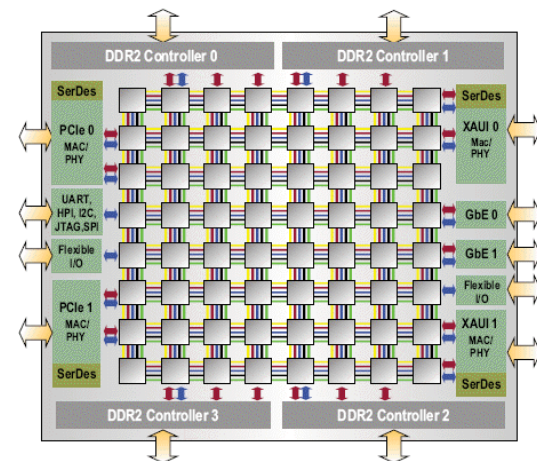 DDR2 Controller 0
DDR2 Controller 1
SerDes
PCIe 0
MAC/
PHY
UART,
HPI, I2C,
JTAG,SPI
Flexible
I/O
PCIe 1
MAC/
PHY
SerDes
SerDes
XAUI 0
Mac/
PHY
GbE 0
GbE 1
Flexible
I/O
XAUI 1
MAC/
PHY
SerDes
DDR2 Controller 3
DDR2 Controller 2